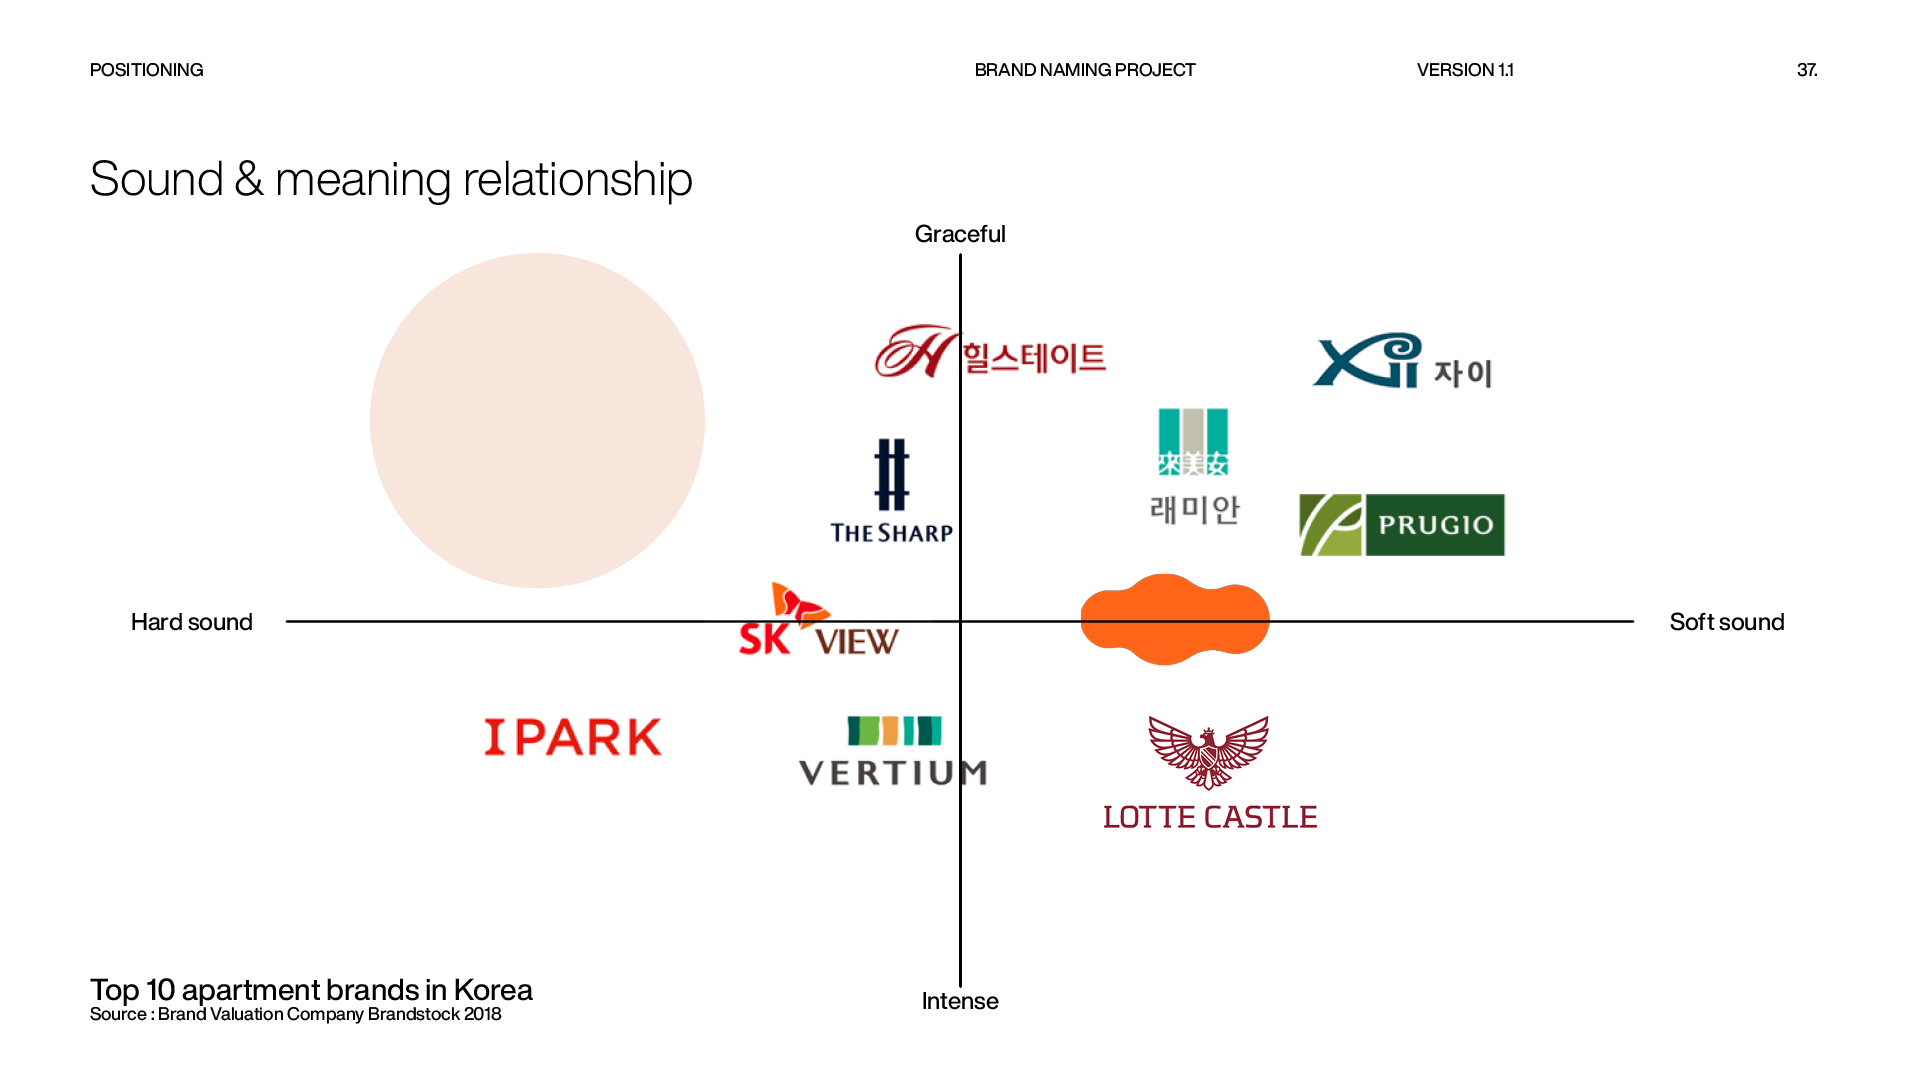 POSITIONING
BRAND NAMING PROJECT
VERSION 1.1
37.
Sound & meaning relationship
Graceful
힐스테이트
Xii 자이
來美安
래미안
THE SHARP
PRUGIO
Hard sound
Soft sound
SK VIEW
IPARK
VERTIUM
LOTTE CASTLE
Top 10 apartment brands in Korea
Source : Brand Valuation Company Brandstock 2018
Intense